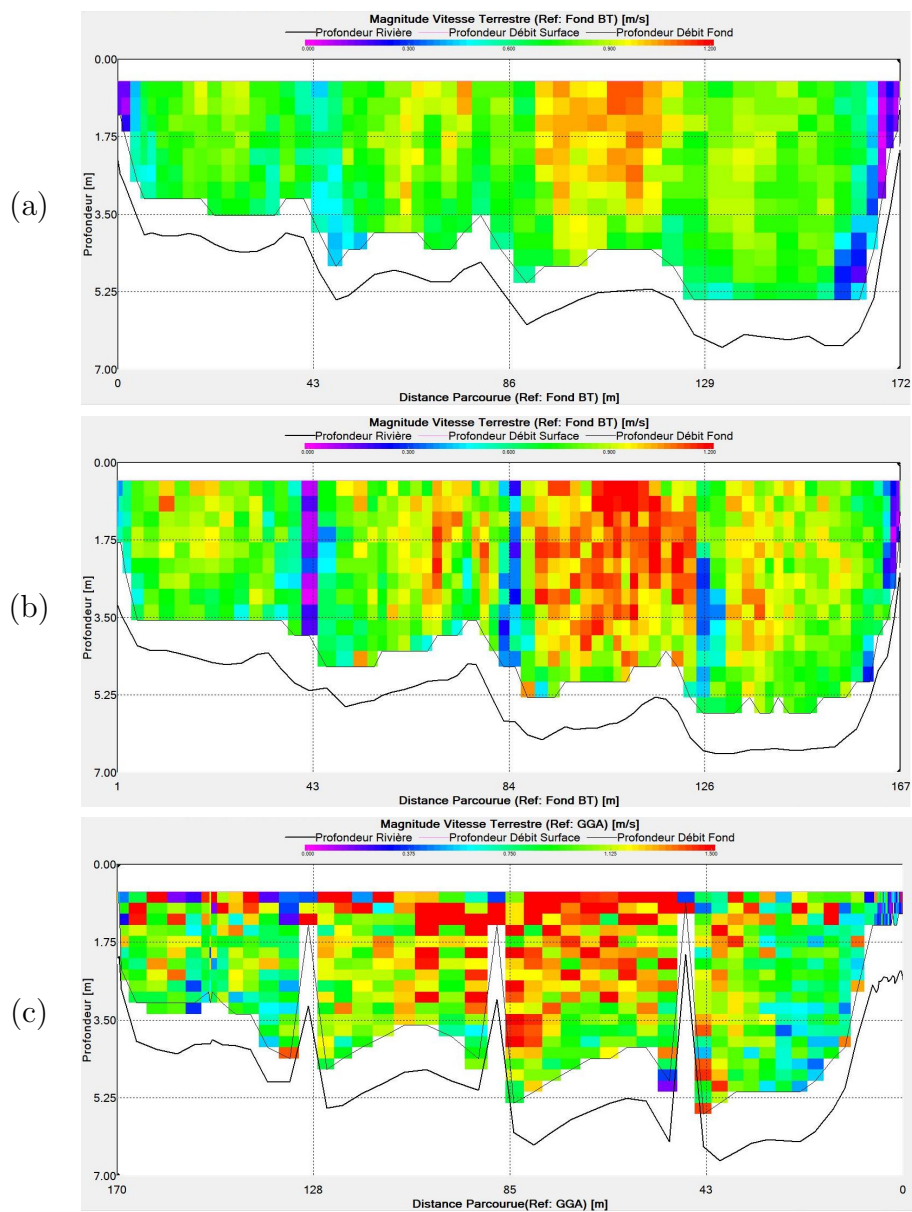 (a)
Magnitude Vitesse Terrestre (Ref: Fond BT) [m/s]
Profondeur Rivière Profondeur Débit Surface Profondeur Débit Fond
0.000 0.300 0.600 0.900 1.200
Profondeur [m]
0.00
1.75
3.50
5.25
7.00
0 43 86 129 172
Distance Parcourue (Ref: Fond BT) [m]
(b)
Magnitude Vitesse Terrestre (Ref: Fond BT) [m/s]
Profondeur Rivière Profondeur Débit Surface Profondeur Débit Fond
0.000 0.300 0.600 0.900 1.200
Profondeur [m]
0.00
1.75
3.50
5.25
7.00
1 43 84 126 167
Distance Parcourue (Ref: Fond BT) [m]
(c)
Magnitude Vitesse Terrestre (Ref: GGA) [m/s]
Profondeur Rivière Profondeur Débit Surface Profondeur Débit Fond
0.000 0.375 0.750 1.125 1.500
Profondeur [m]
0.00
1.75
3.50
5.25
7.00
170 128 85 43 0
Distance Parcourue(Ref: GGA) [m]